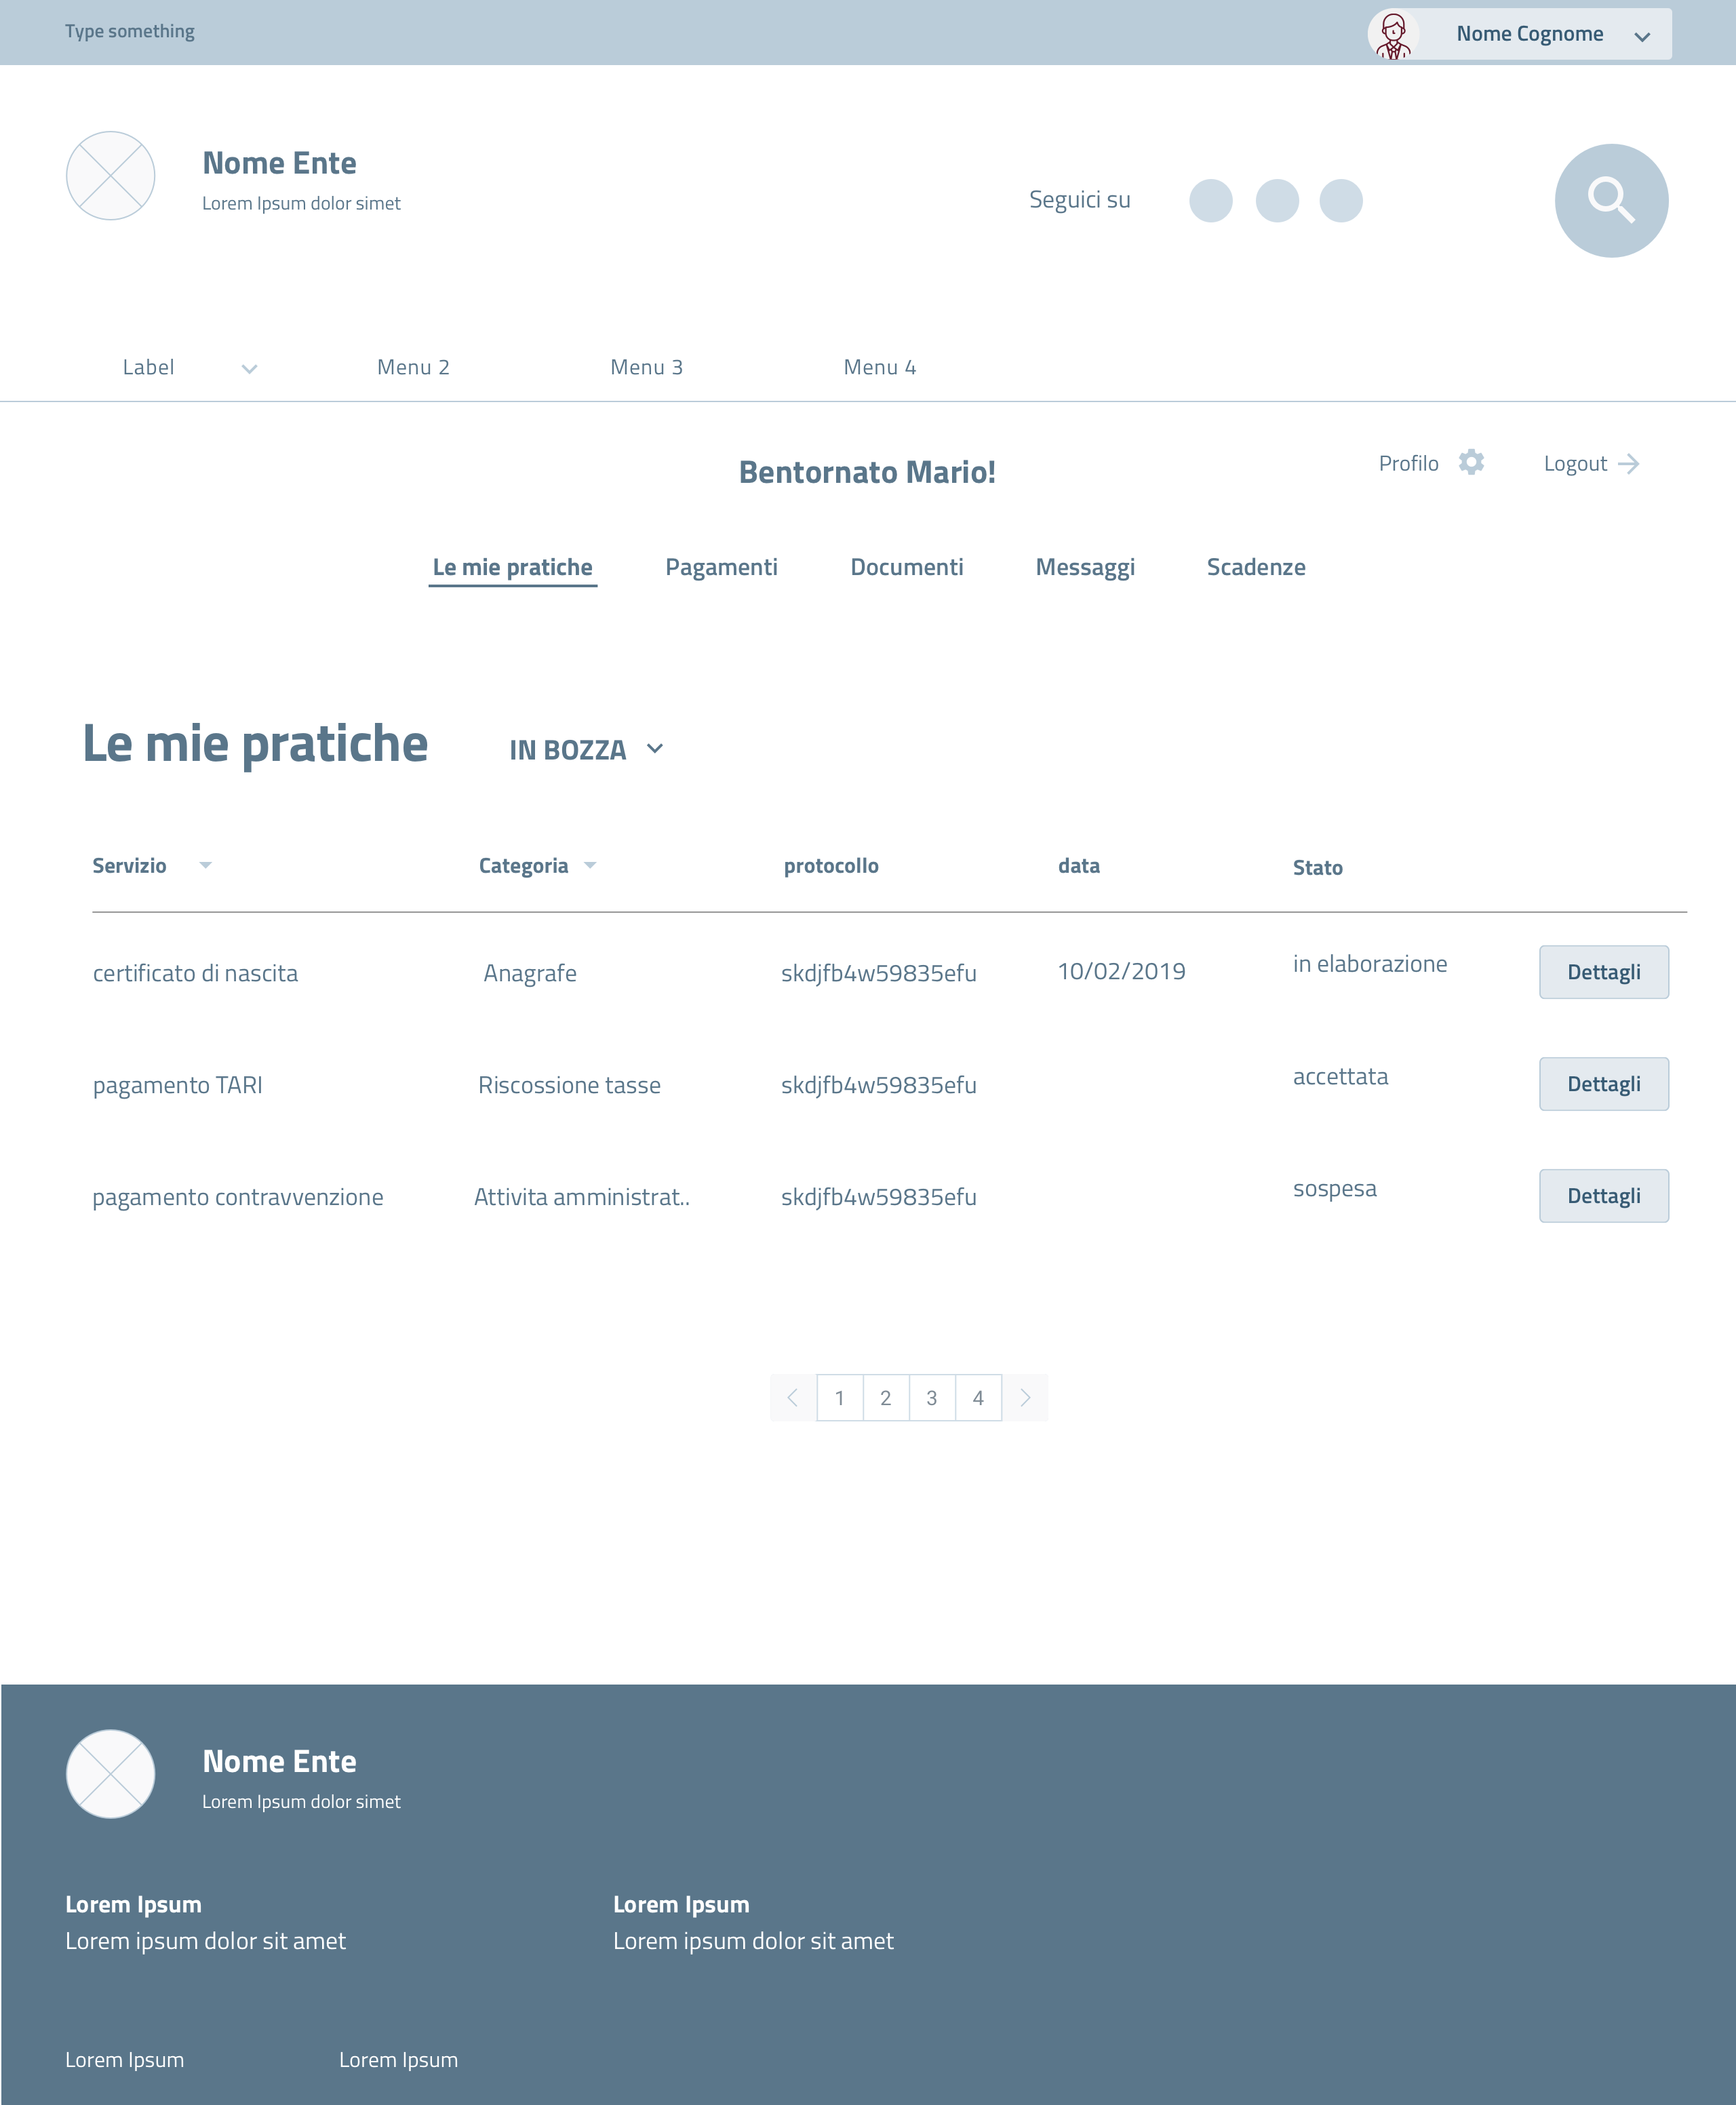 Type something
Nome Cognome
Nome Ente
Lorem Ipsum dolor simet
Seguici su
Label Menu 2 Menu 3 Menu 4
Bentornato Mario!
Profilo Logout
Le mie pratiche Pagamenti Documenti Messaggi Scadenze
Le mie pratiche IN BOZZA
Servizio Categoria protocollo data Stato
certificato di nascita Anagrafe skdjfb4w59835efu 10/02/2019 in elaborazione Dettagli
pagamento TARI Riscossione tasse skdjfb4w59835efu accettata Dettagli
pagamento contravvenzione Attivita amministrat.. skdjfb4w59835efu sospesa Dettagli
1 2 3 4
Nome Ente
Lorem Ipsum dolor simet
Lorem Ipsum
Lorem ipsum dolor sit amet
Lorem Ipsum
Lorem ipsum dolor sit amet
Lorem Ipsum Lorem Ipsum